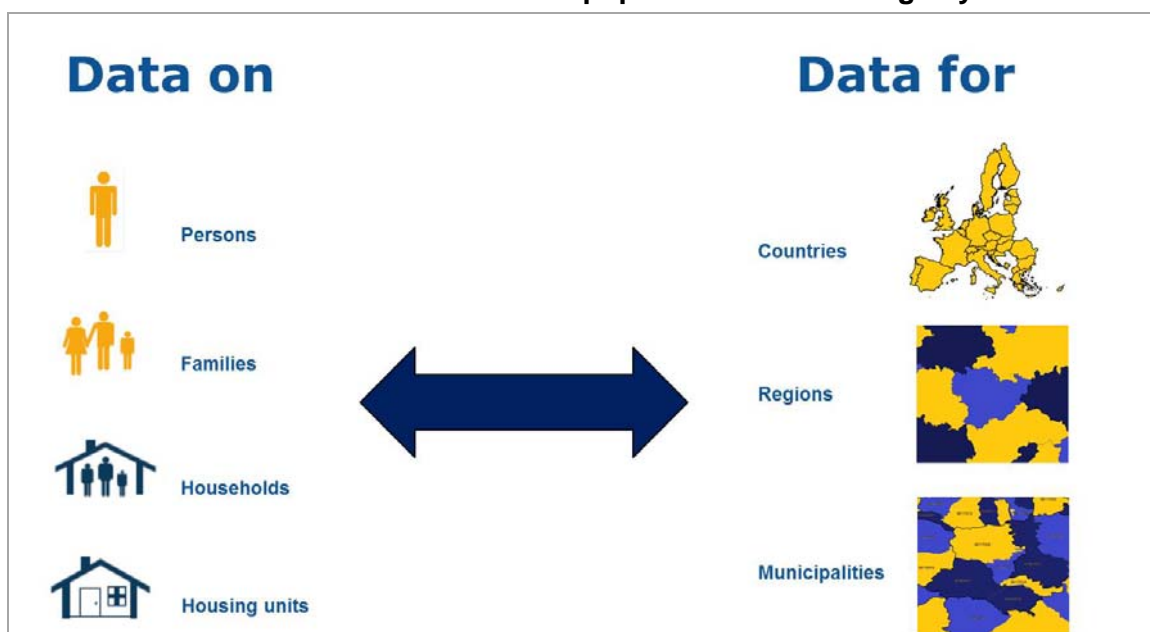 Data on
Data for
Persons
Families
Households
Housing units
Countries
Regions
Municipalities